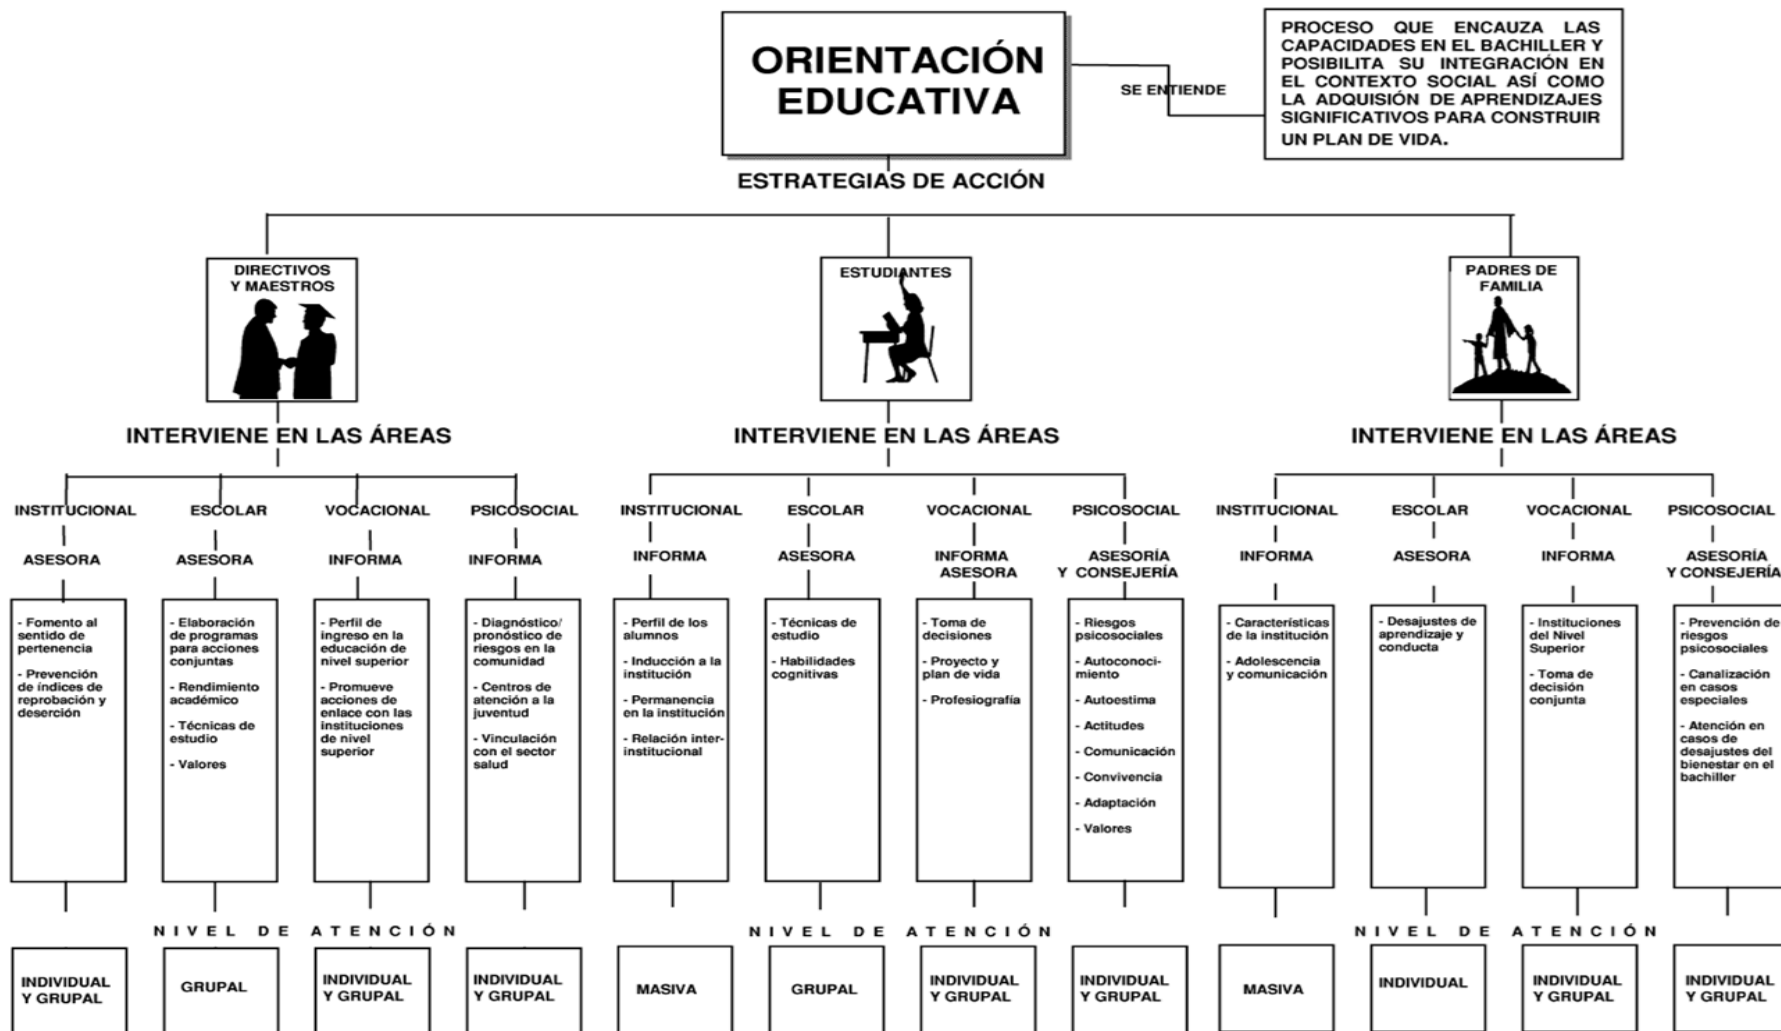 ORIENTACIÓN
EDUCATIVA
SE ENTIENDE
PROCESO QUE ENCAUZA LAS
CAPACIDADES EN EL BACHILLER Y
POSIBILITA SU INTEGRACIÓN EN
EL CONTEXTO SOCIAL ASÍ COMO
LA ADQUISIÓN DE APRENDIZAJES
SIGNIFICATIVOS PARA CONSTRUIR
UN PLAN DE VIDA.
ESTRATEGIAS DE ACCIÓN
DIRECTIVOS
Y MAESTROS
INTERVIENE EN LAS ÁREAS
INSTITUCIONAL
ASESORA
- Fomento al
sentido de
pertenencia
- Prevención
de índices de
reprobación y
deserción
ESCOLAR
ASESORA
- Elaboración
de programas
para acciones
conjuntas
- Rendimiento
académico
- Técnicas de
estudio
- Valores
VOCACIONAL
INFORMA
- Perfil de
ingreso en la
educación de
nivel superior
- Promueve
acciones de
enlace con las
instituciones
de nivel
superior
PSICOSOCIAL
INFORMA
- Diagnóstico/
pronóstico de
riesgos en la
comunidad
- Centros de
atención a la
juventud
- Vinculación
con el sector
salud
NIVEL DE ATENCIÓN
INDIVIDUAL
Y GRUPAL
GRUPAL
INDIVIDUAL
Y GRUPAL
INDIVIDUAL
Y GRUPAL
ESTUDIANTES
INTERVIENE EN LAS ÁREAS
INSTITUCIONAL
INFORMA
- Perfil de los
alumnos
- Inducción a la
institución
- Permanencia
en la institución
- Relación inter-
institucional
ESCOLAR
ASESORA
- Técnicas de
estudio
- Habilidades
cognitivas
VOCACIONAL
INFORMA
ASESORA
- Toma de
decisiones
- Proyecto y
plan de vida
- Profesiografía
PSICOSOCIAL
ASESORÍA
Y CONSEJERÍA
- Riesgos
psicosociales
- Autoconoci-
miento
- Autoestima
- Actitudes
- Comunicación
- Convivencia
- Adaptación
- Valores
NIVEL DE ATENCIÓN
MASIVA
GRUPAL
INDIVIDUAL
Y GRUPAL
INDIVIDUAL
Y GRUPAL
PADRES DE
FAMILIA
INTERVIENE EN LAS ÁREAS
INSTITUCIONAL
INFORMA
- Características
de la institución
- Adolescencia
y comunicación
ESCOLAR
ASESORA
- Desajustes de
aprendizaje y
conducta
VOCACIONAL
INFORMA
- Instituciones
del Nivel
Superior
- Toma de
decisión
conjunta
PSICOSOCIAL
ASESORÍA
Y CONSEJERÍA
- Prevención de
riesgos
psicosociales
- Canalización
en casos
especiales
- Atención en
casos de
desajustes del
bienestar en el
bachiller
NIVEL DE ATENCIÓN
MASIVA
INDIVIDUAL
INDIVIDUAL
Y GRUPAL
INDIVIDUAL
Y GRUPAL